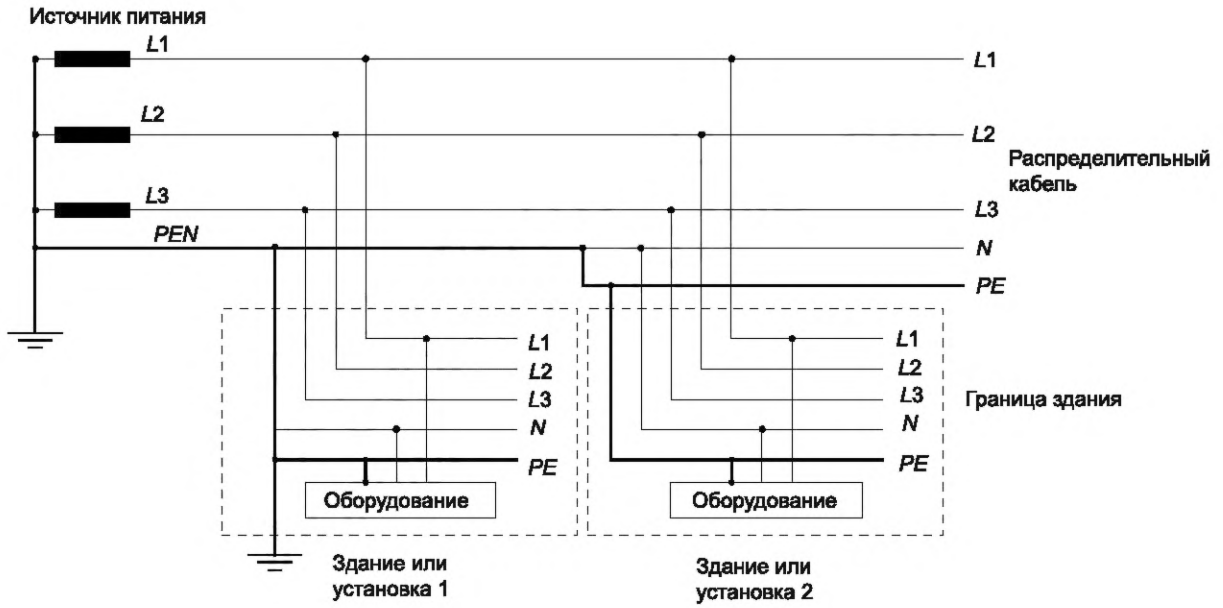 Источник питания
L1
L1
L2
L2
Распределительный
кабель
L3
L3
PEN
N
PE
L1
L2
L3
N
PE
Оборудование
L1
L2
L3
N
PE
Оборудование
Граница здания
Здание или
установка 1
Здание или
установка 2